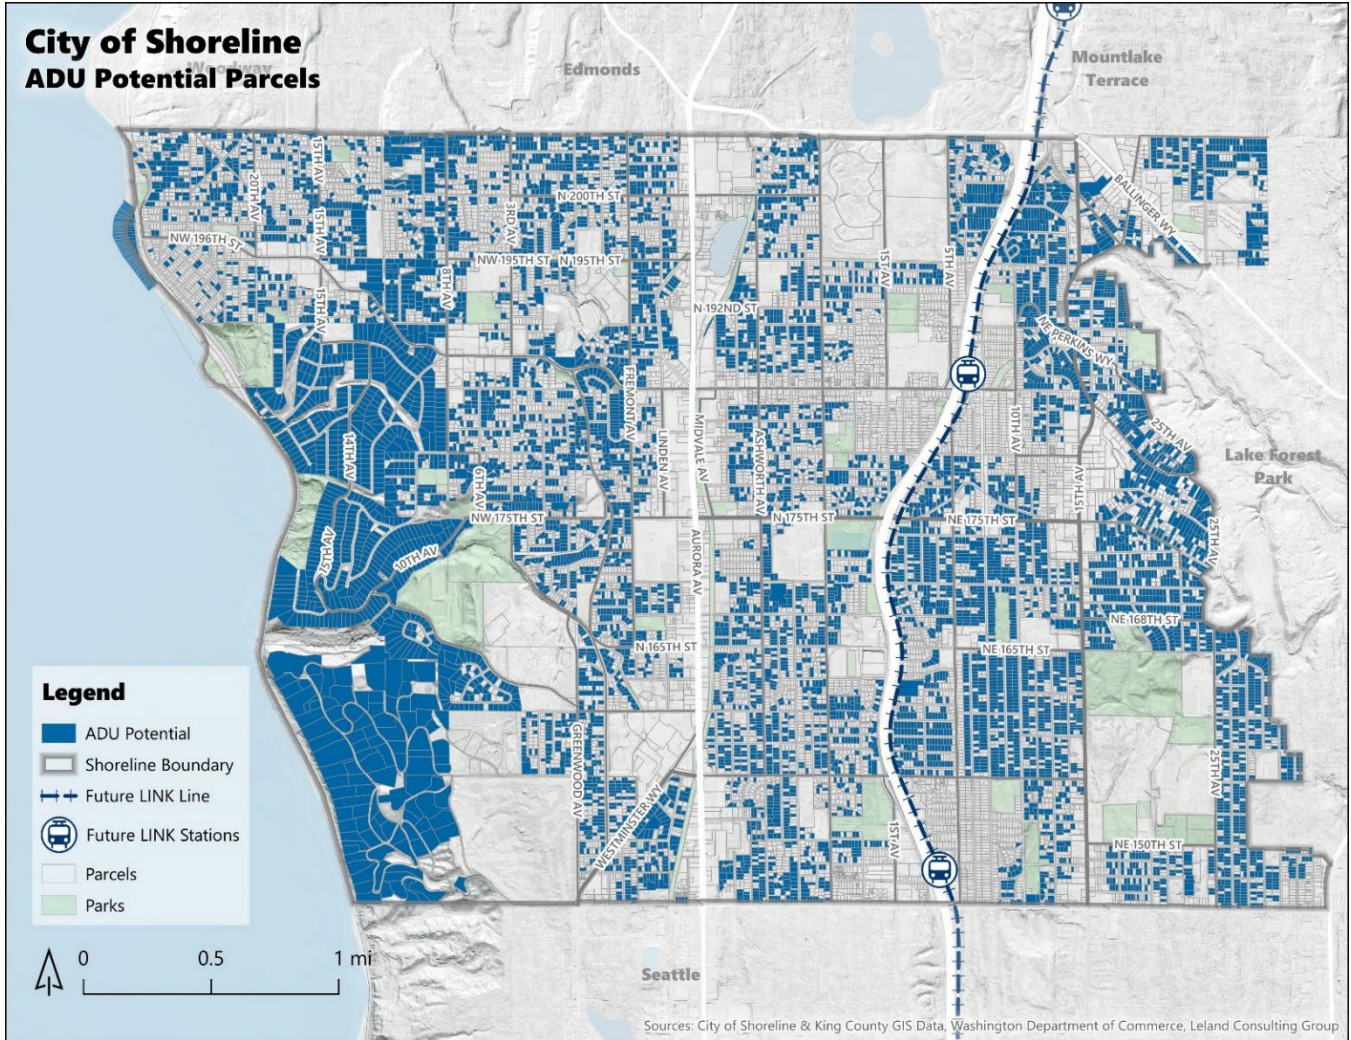 City of Shoreline
ADU Potential Parcels
Woodway
Edmonds
Mountlake
Terrace
15TH AV
20TH AV
N 200TH ST
BALLINGER WY
15TH AV
3RD AV
NW 196TH ST
NW 195TH ST
N 195TH ST
1ST AV
5TH AV
8TH AV
15TH AV
N 192ND ST
NE PERKINS WY
FREMONT AV
10TH AV
25TH AV
14TH AV
LINDEN AV
MIDVALE AV
ASHWORTH AV
Lake Forest
Park
6TH AV
15TH AV
NW 175TH ST
N 175TH ST
NE 175TH ST
25TH AV
15TH AV
10TH AV
AURORA AV
NE 168TH ST
N 165TH ST
NE 165TH ST
GREENWOOD AV
25TH AV
WESTMINSTER WY
1ST AV
NE 150TH ST
Legend
ADU Potential
Shoreline Boundary
Future LINK Line
Future LINK Stations
Parcels
Parks
0 0.5 1 mi
Seattle
Sources: City of Shoreline & King County GIS Data, Washington Department of Commerce, Leland Consulting Group